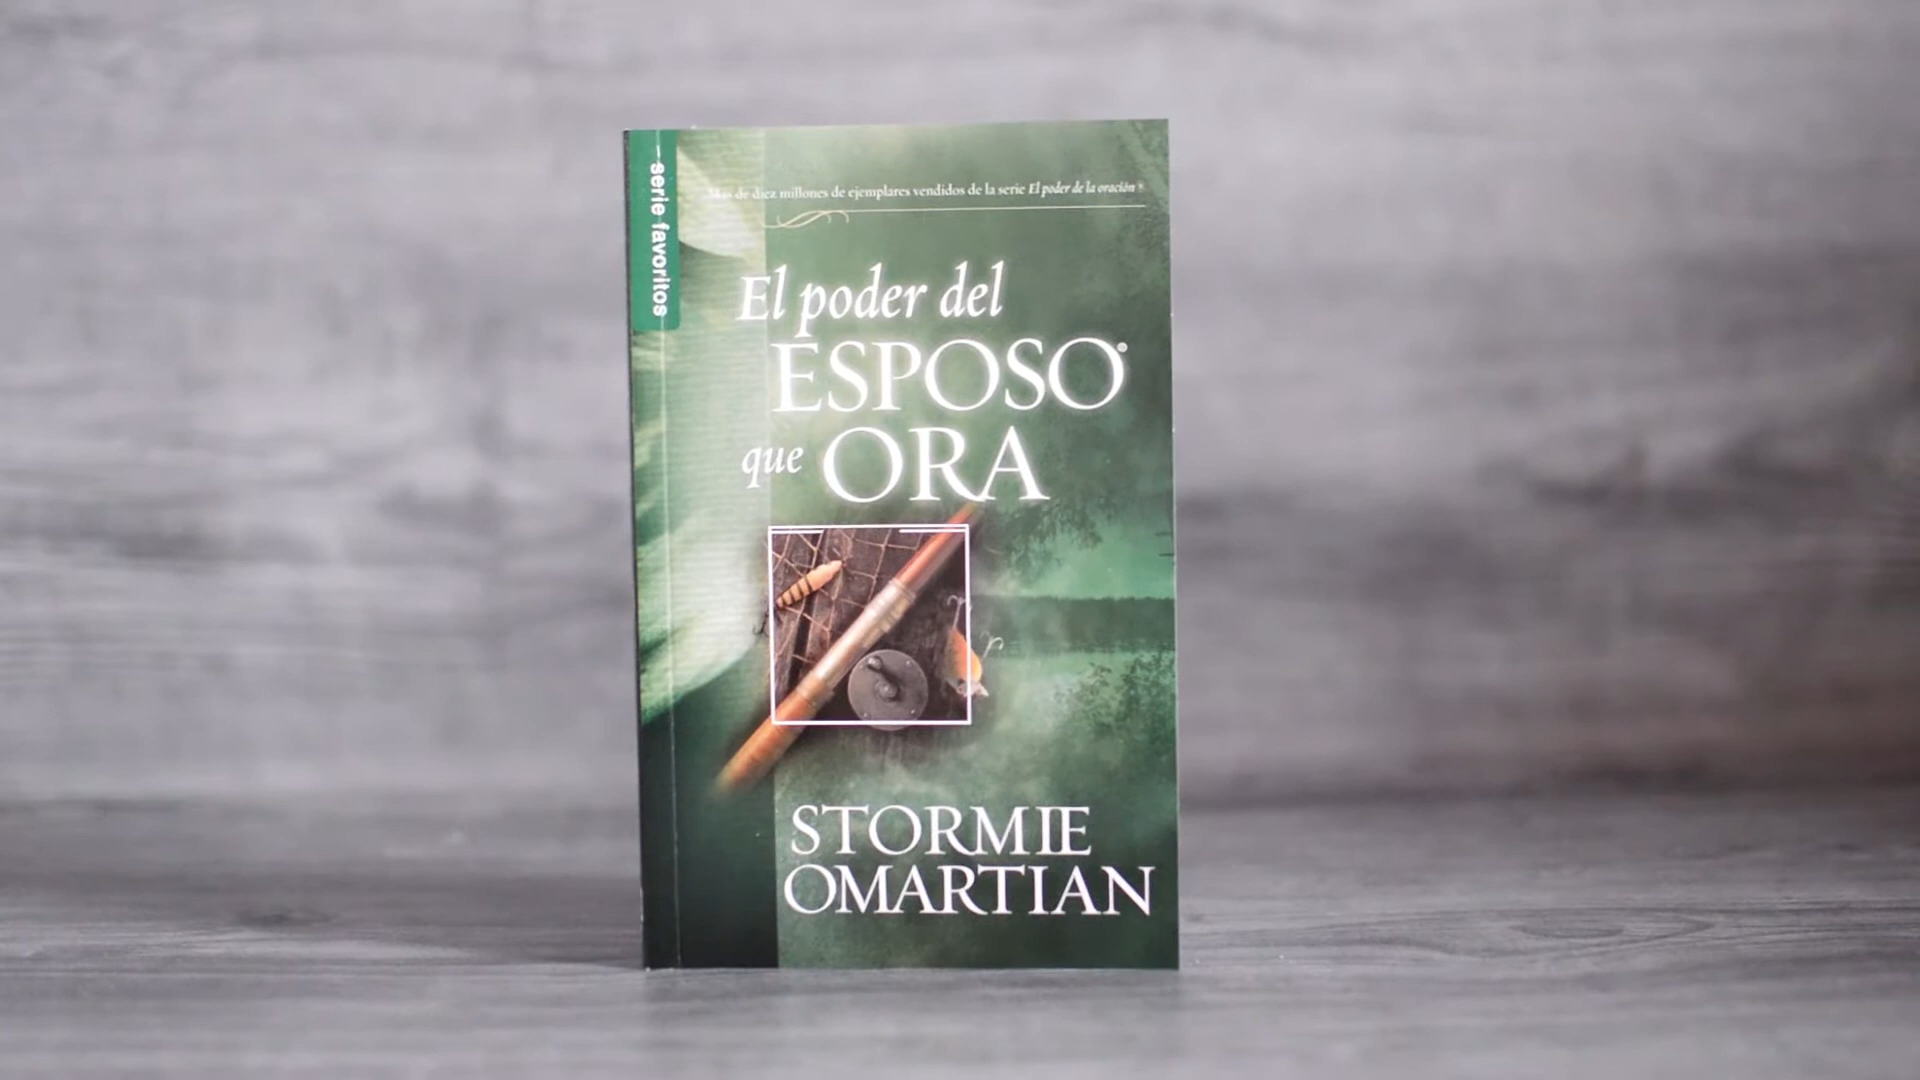 serie favoritos
Más de diez millones de ejemplares vendidos de la serie El poder de la oración®
El poder del
ESPOSO®
que ORA
STORMIE
OMARTIAN